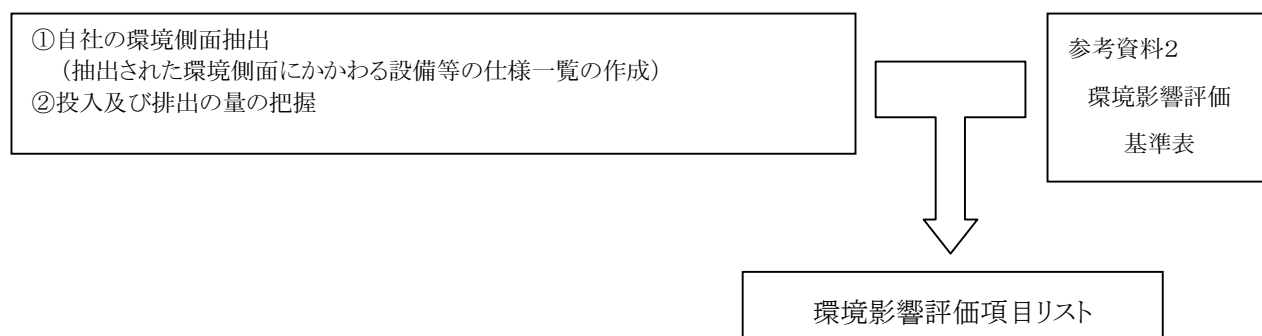 ①自社の環境側面抽出
(抽出された環境側面にかかわる設備等の仕様一覧の作成)
②投入及び排出の量の把握
参考資料2
環境影響評価
基準表
環境影響評価項目リスト